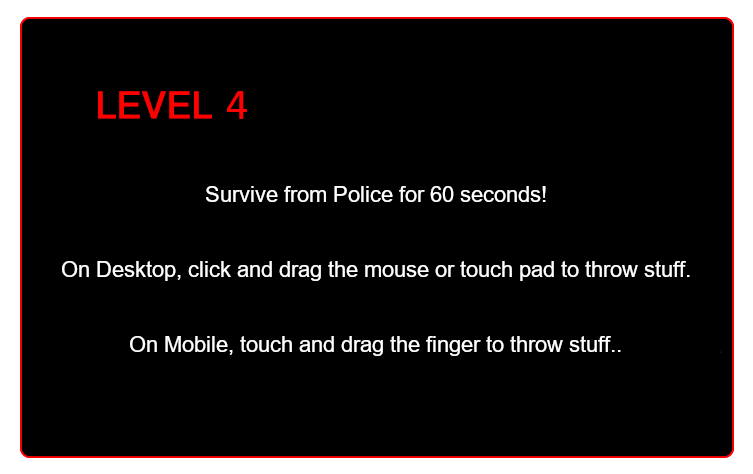 LEVEL 4
Survive from Police for 60 seconds!
On Desktop, click and drag the mouse or touch pad to throw stuff.
On Mobile, touch and drag the finger to throw stuff..